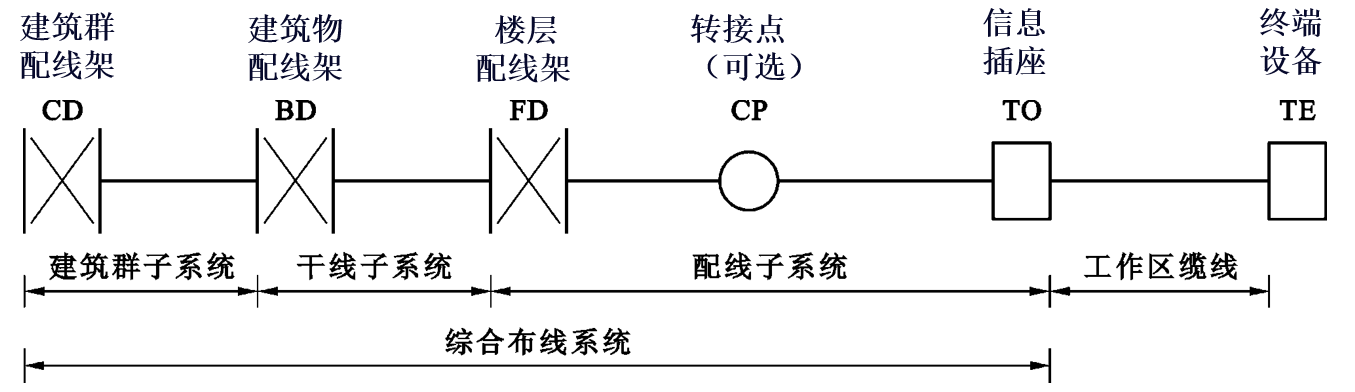 建筑群
配线架
CD
建筑物
配线架
BD
楼层
配线架
FD
转接点
（可选）
CP
信息
插座
TO
终端
设备
TE
建筑群子系统
干线子系统
配线子系统
工作区缆线
综合布线系统